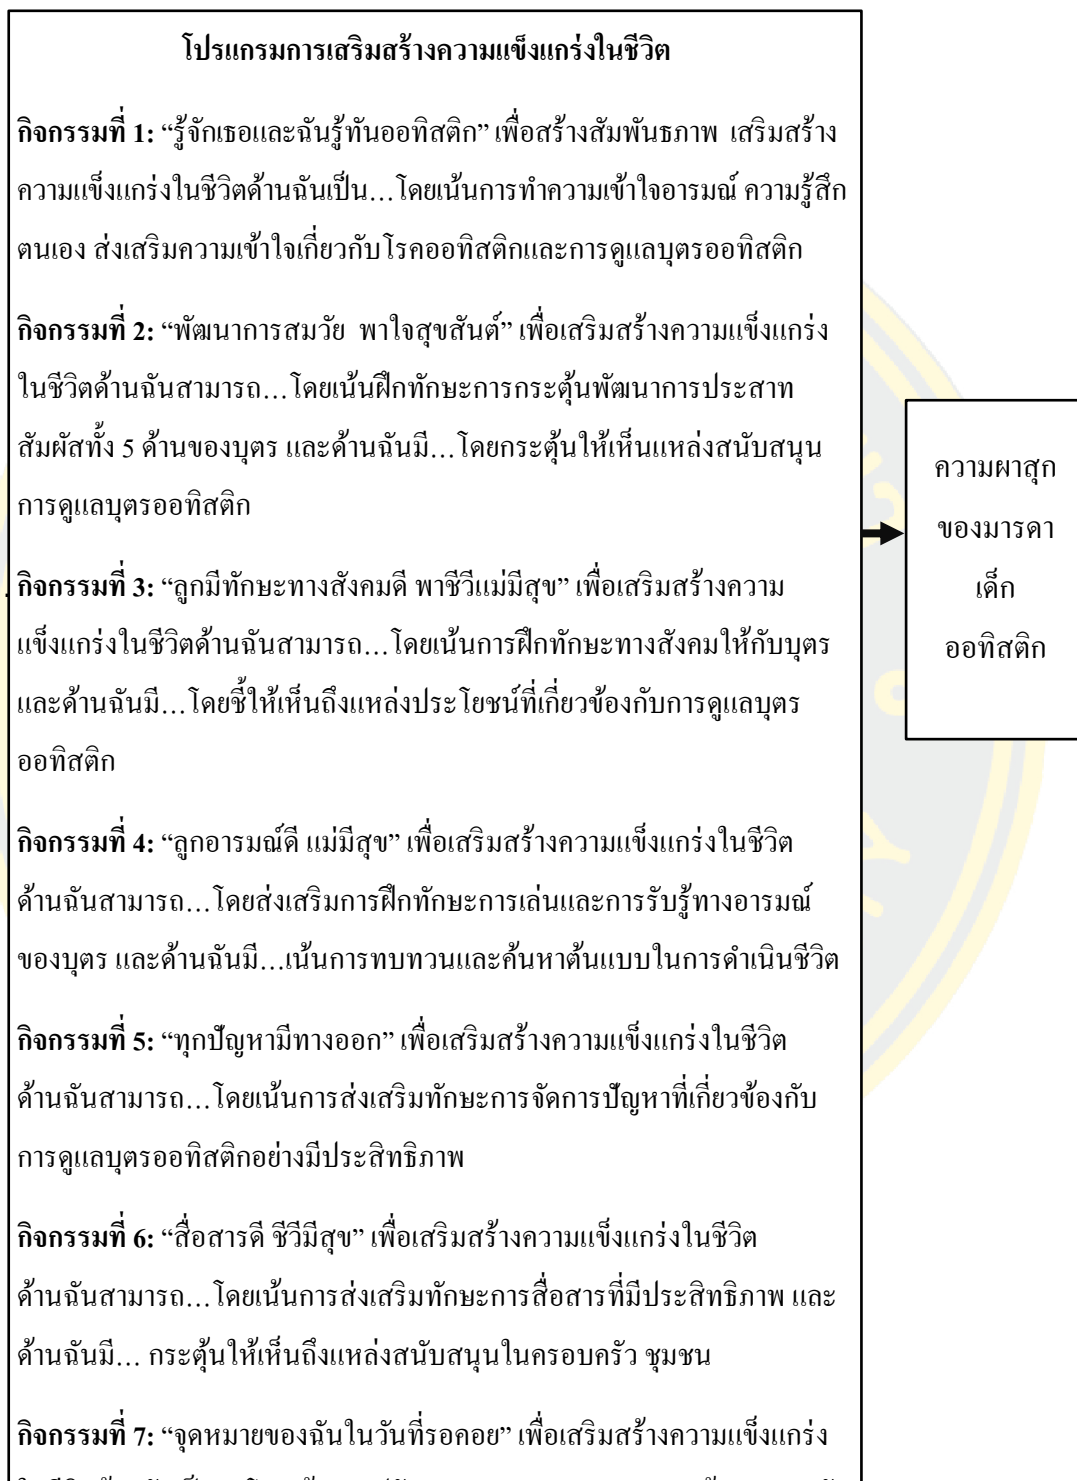 โปรแกรมการเสริมสร้างความแข็งแกร่งในชีวิต
กิจกรรมที่ 1: “รู้จักเธอและฉันรู้ทันออทิสติก” เพื่อสร้างสัมพันธภาพ เสริมสร้าง
ความแข็งแกร่งในชีวิตด้านฉันเป็น…โดยเน้นการทำความเข้าใจอารมณ์ ความรู้สึก
ตนเอง ส่งเสริมความเข้าใจเกี่ยวกับโรคออทิสติกและการดูแลบุตรออทิสติก
กิจกรรมที่ 2: “พัฒนาการสมวัย พาใจสุขสันต์” เพื่อเสริมสร้างความแข็งแกร่ง
ในชีวิตด้านฉันสามารถ…โดยเน้นฝึกทักษะการกระตุ้นพัฒนาการประสาท
สัมผัสทั้ง 5 ด้านของบุตร และด้านฉันมี…โดยกระตุ้นให้เห็นแหล่งสนับสนุน
การดูแลบุตรออทิสติก
กิจกรรมที่ 3: “ลูกมีทักษะทางสังคมดี พาชีวีแม่มีสุข” เพื่อเสริมสร้างความ
แข็งแกร่งในชีวิตด้านฉันสามารถ…โดยเน้นการฝึกทักษะทางสังคมให้กับบุตร
และด้านฉันมี…โดยชี้ให้เห็นถึงแหล่งประโยชน์ที่เกี่ยวข้องกับการดูแลบุตร
ออทิสติก
กิจกรรมที่ 4: “ลูกอารมณ์ดี แม่มีสุข” เพื่อเสริมสร้างความแข็งแกร่งในชีวิต
ด้านฉันสามารถ…โดยส่งเสริมการฝึกทักษะการเล่นและการรับรู้ทางอารมณ์
ของบุตร และด้านฉันมี…เน้นการทบทวนและค้นหาต้นแบบในการดำเนินชีวิต
กิจกรรมที่ 5: “ทุกปัญหามีทางออก” เพื่อเสริมสร้างความแข็งแกร่งในชีวิต
ด้านฉันสามารถ…โดยเน้นการส่งเสริมทักษะการจัดการปัญหาที่เกี่ยวข้องกับ
การดูแลบุตรออทิสติกอย่างมีประสิทธิภาพ
กิจกรรมที่ 6: “สื่อสารดี ชีวีมีสุข” เพื่อเสริมสร้างความแข็งแกร่งในชีวิต
ด้านฉันสามารถ…โดยเน้นการส่งเสริมทักษะการสื่อสารที่มีประสิทธิภาพ และ
ด้านฉันมี… กระตุ้นให้เห็นถึงแหล่งสนับสนุนในครอบครัว ชุมชน
กิจกรรมที่ 7: “จุดหมายของฉันในวันที่รอคอย” เพื่อเสริมสร้างความแข็งแกร่ง
ความผาสุก
ของมารดา
เด็ก
ออทิสติก